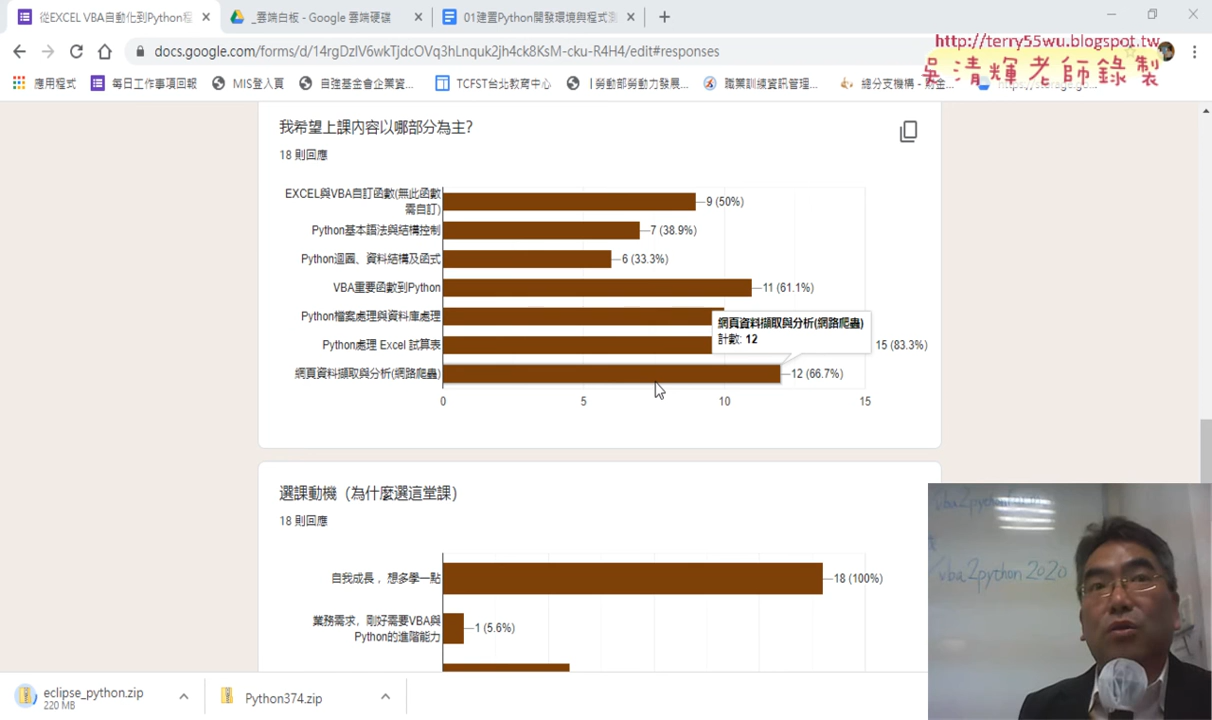 從EXCEL VBA自動化到Python程
_雲端白板 - Google 雲端硬碟
01建置Python開發環境與程式
docs.google.com/forms/d/14rgDzlV6wkTjdcOVq3hLnquk2jh4ck8KsM-cku-R4H4/edit#responses
http://terry55wu.blogspot.tw
吳清輝老師錄製
應用程式
每日工作事項回報
MIS登入頁
自強基金會企業資...
TCFST台北教育中心
| 勞動部勞動力發展...
職業訓練資訊管理...
總分支機構 - 財金...
我希望上課內容以哪部分為主?
18 則回應
EXCEL與VBA自訂函數(無此函數
需自訂)
9 (50%)
Python基本語法與結構控制
7 (38.9%)
Python迴圈、資料結構及函式
6 (33.3%)
VBA重要函數到Python
11 (61.1%)
Python檔案處理與資料庫處理
網頁資料擷取與分析(網路爬蟲)
計數: 12
Python處理 Excel 試算表
15 (83.3%)
網頁資料擷取與分析(網路爬蟲)
12 (66.7%)
0 5 10 15
選課動機（為什麼選這堂課）
18 則回應
自我成長，想多學一點
18 (100%)
業務需求，剛好需要VBA與
Python的進階能力
1 (5.6%)
vba2python2020
eclipse_python.zip
220 MB
Python374.zip